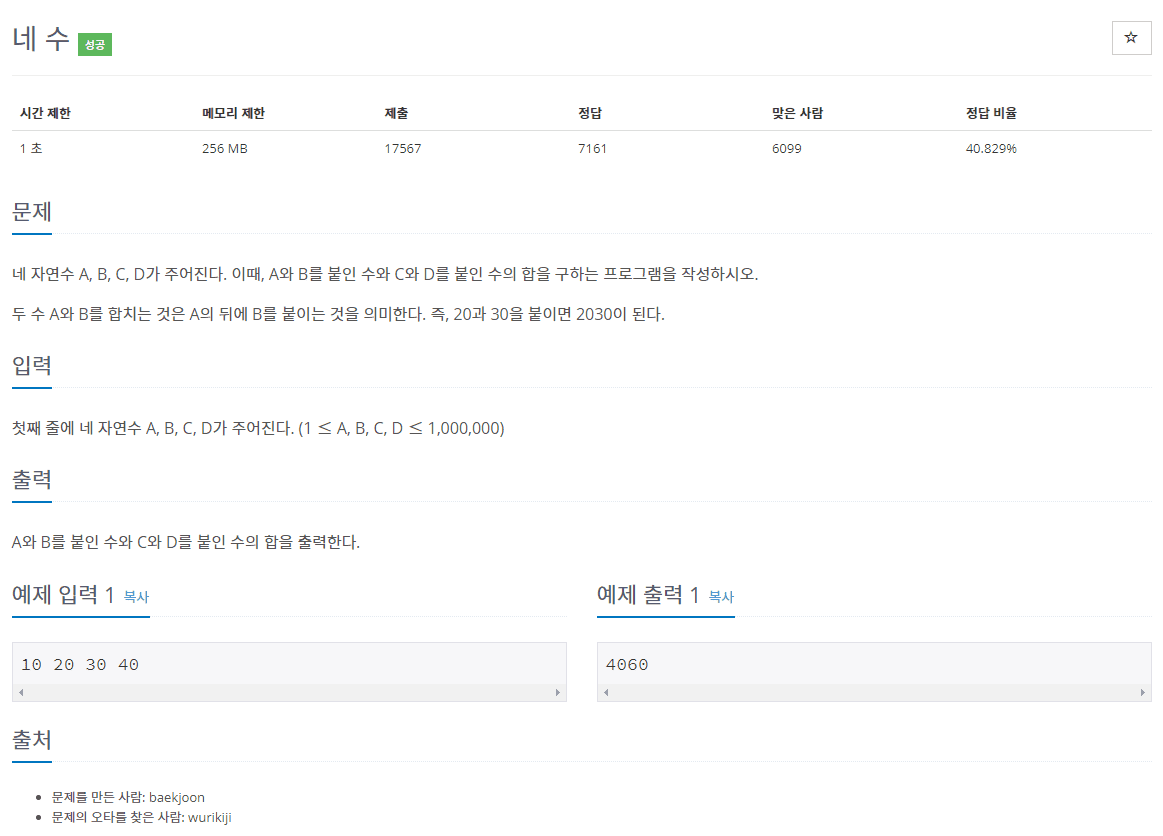 네 수 성공
☆
시간 제한 메모리 제한 제출 정답 맞은 사람 정답 비율
1 초 256 MB 17567 7161 6099 40.829%
문제
네 자연수 A, B, C, D가 주어진다. 이때, A와 B를 붙인 수와 C와 D를 붙인 수의 합을 구하는 프로그램을 작성하시오.
두 수 A와 B를 합치는 것은 A의 뒤에 B를 붙이는 것을 의미한다. 즉, 20과 30을 붙이면 2030이 된다.
입력
첫째 줄에 네 자연수 A, B, C, D가 주어진다. (1 ≤ A, B, C, D ≤ 1,000,000)
출력
A와 B를 붙인 수와 C와 D를 붙인 수의 합을 출력한다.
예제 입력 1 복사
10 20 30 40
예제 출력 1 복사
4060
출처
문제를 만든 사람: baekjoon
문제의 오타를 찾은 사람: wurikiji